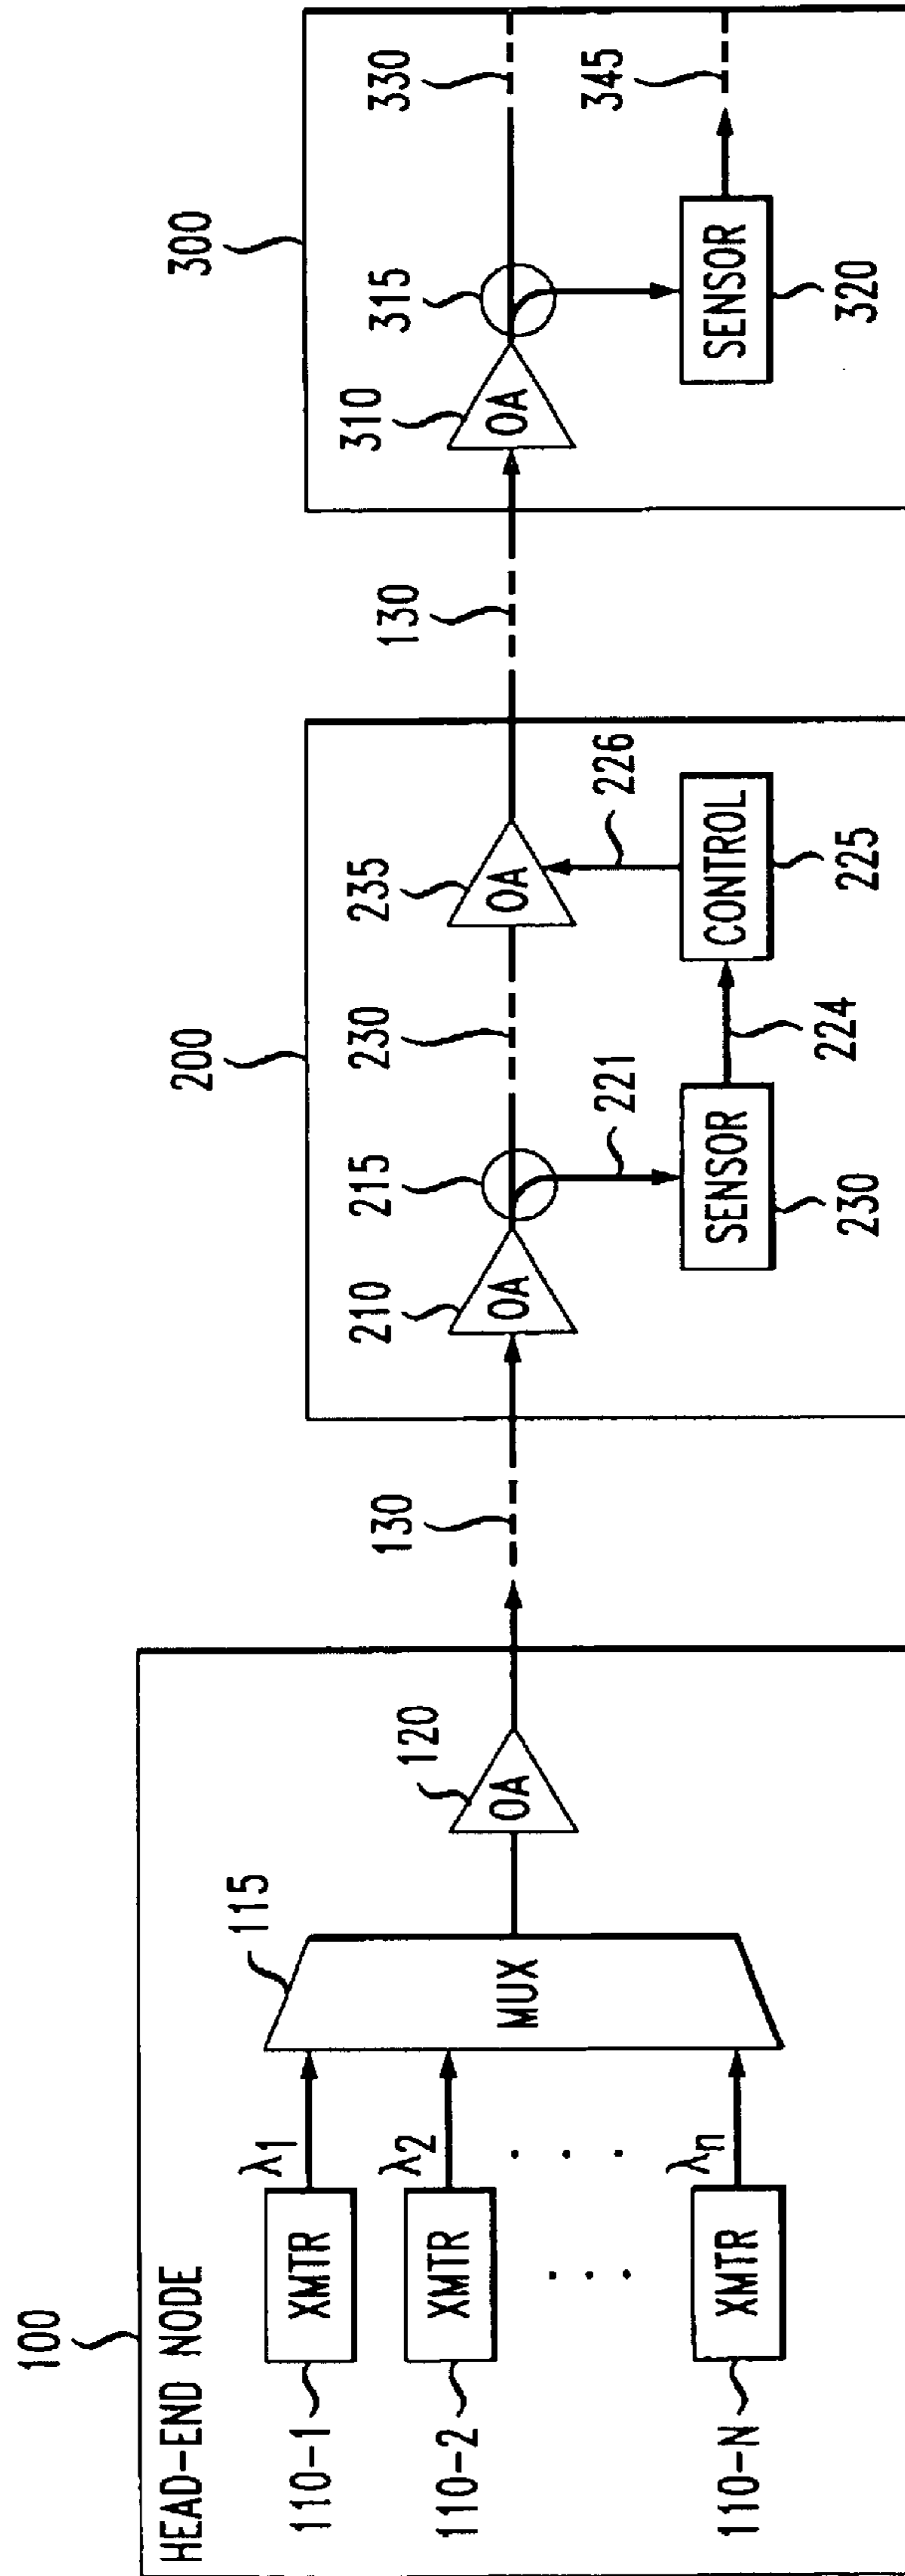 100
HEAD-END NODE
110-1
XMTR
λ1
110-2
XMTR
λ2
. . .
. . .
110-N
XMTR
λn
115
MUX
120
OA
130
200
210
OA
215
221
230
SENSOR
230
224
235
OA
226
CONTROL
225
130
300
310
OA
315
330
SENSOR
320
345